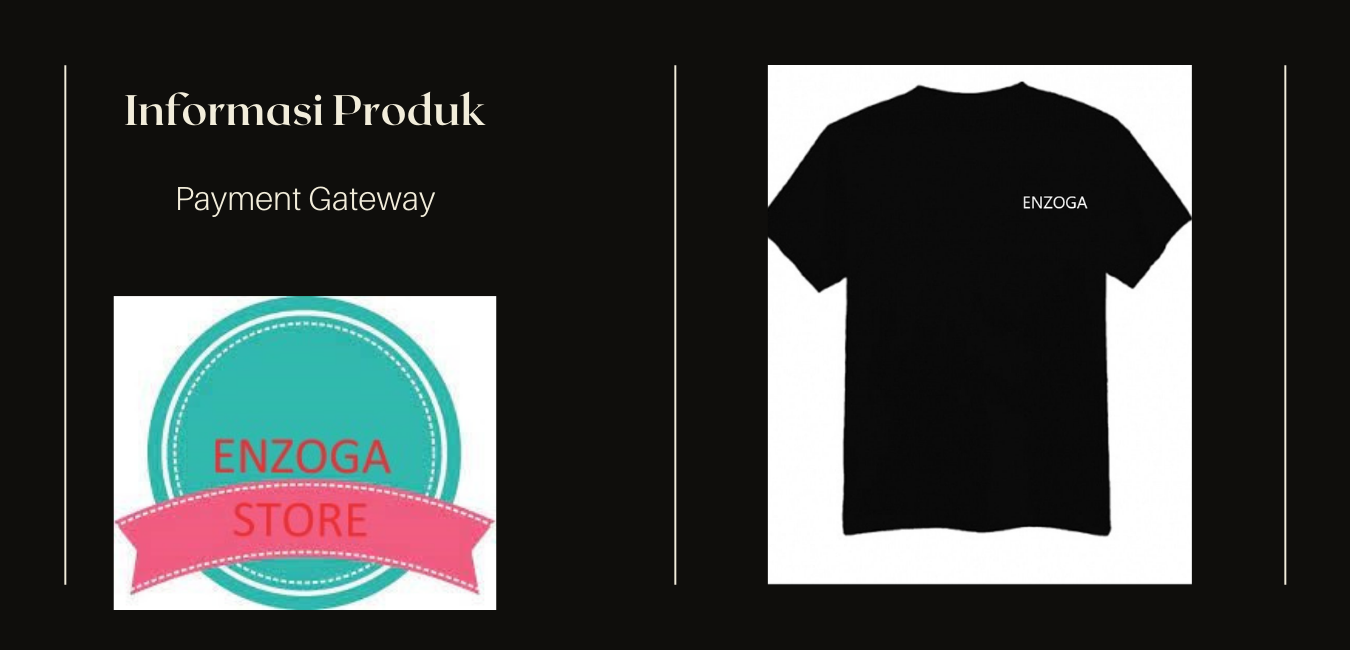 Informasi Produk
Payment Gateway
ENZOGA
STORE
ENZOGA